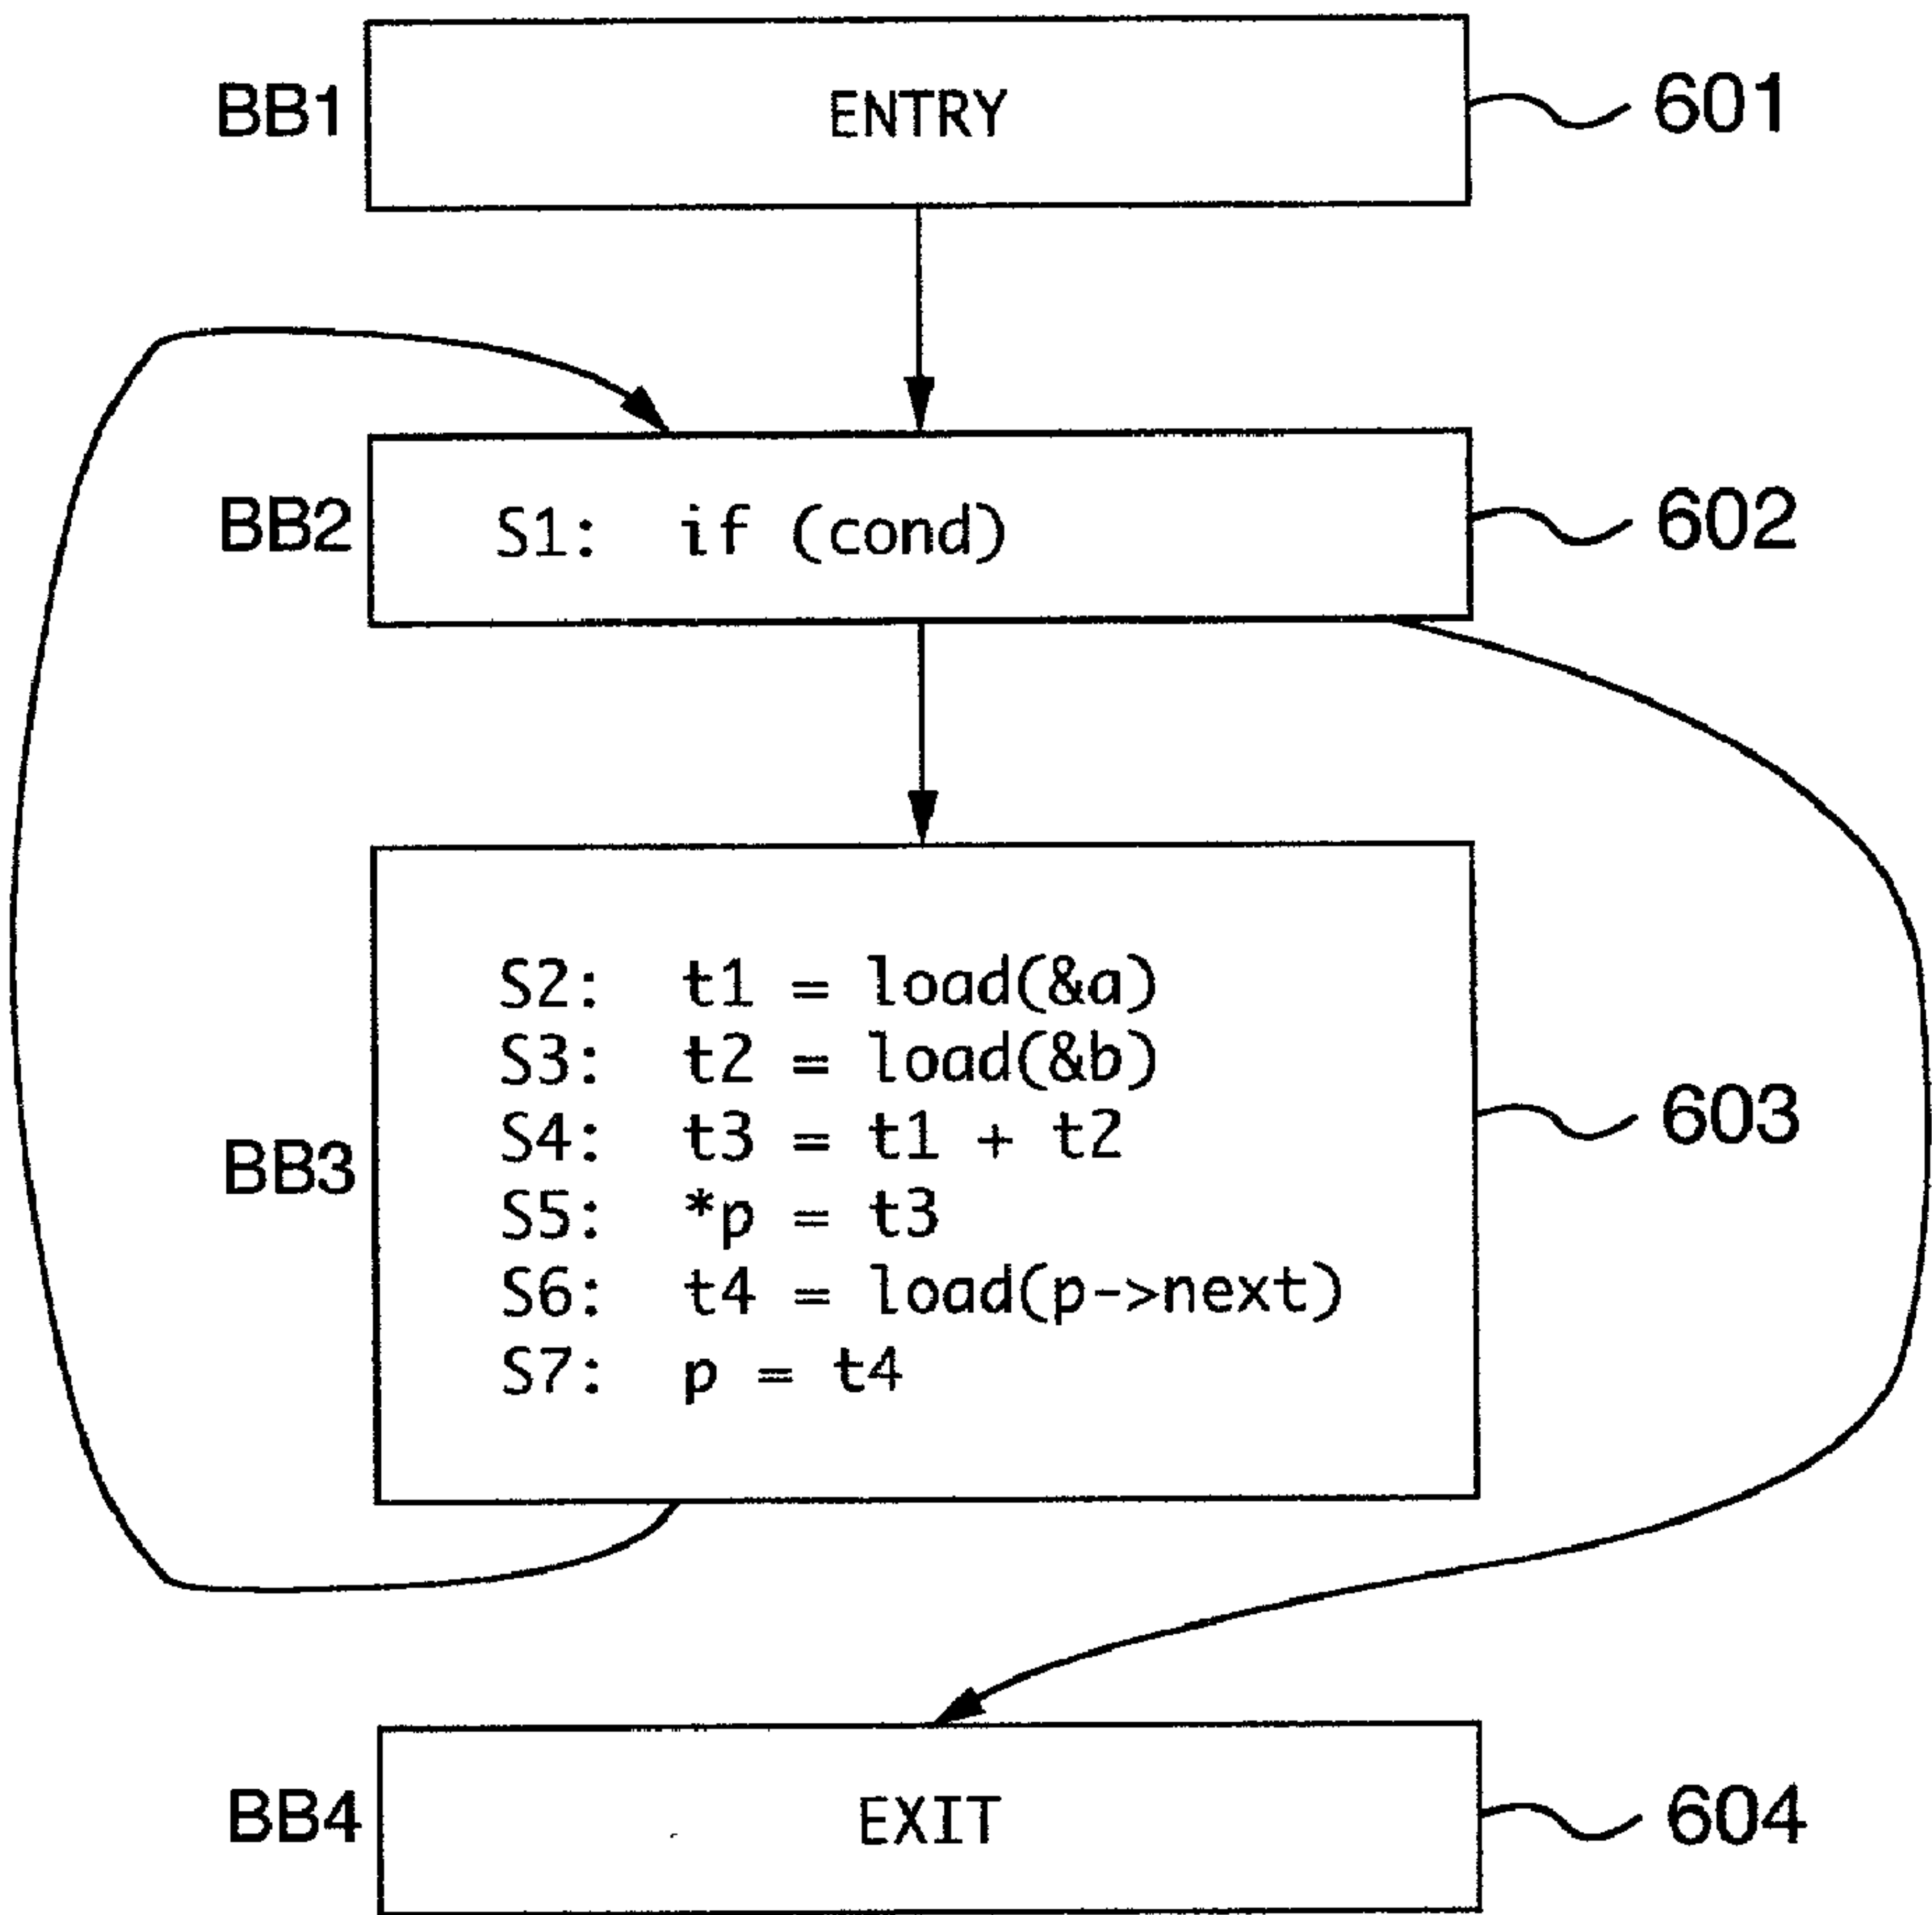 BB1 ENTRY 601
BB2 S1: if (cond) 602
S2: t1 = load(&a)
S3: t2 = load(&b)
S4: t3 = t1 + t2 603
BB3
S5: *p = t3
S6: t4 = load(p->next)
S7: p = t4
BB4 EXIT 604